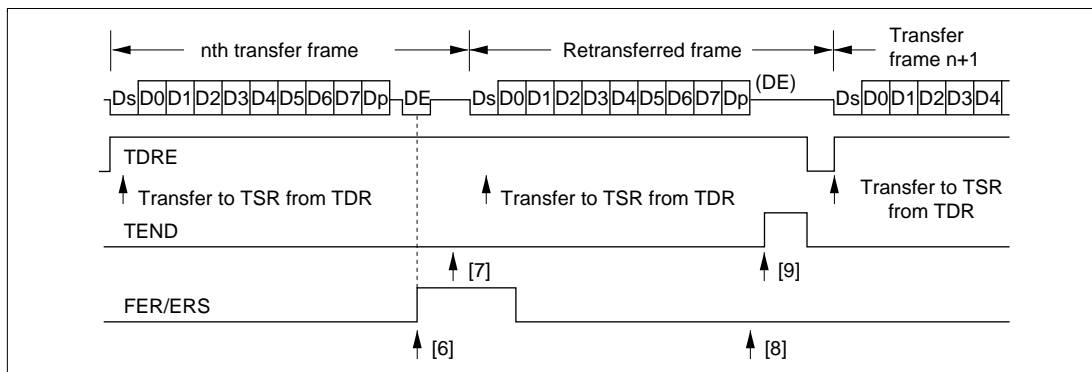 nth transfer frame
Retransferred frame
Transfer
frame n+1
Ds D0 D1 D2 D3 D4 D5 D6 D7 Dp DE
Ds D0 D1 D2 D3 D4 D5 D6 D7 Dp (DE)
Ds D0 D1 D2 D3 D4
TDRE
Transfer to TSR from TDR
Transfer to TSR from TDR
Transfer to TSR
from TDR
TEND
[7]
[9]
FER/ERS
[6]
[8]